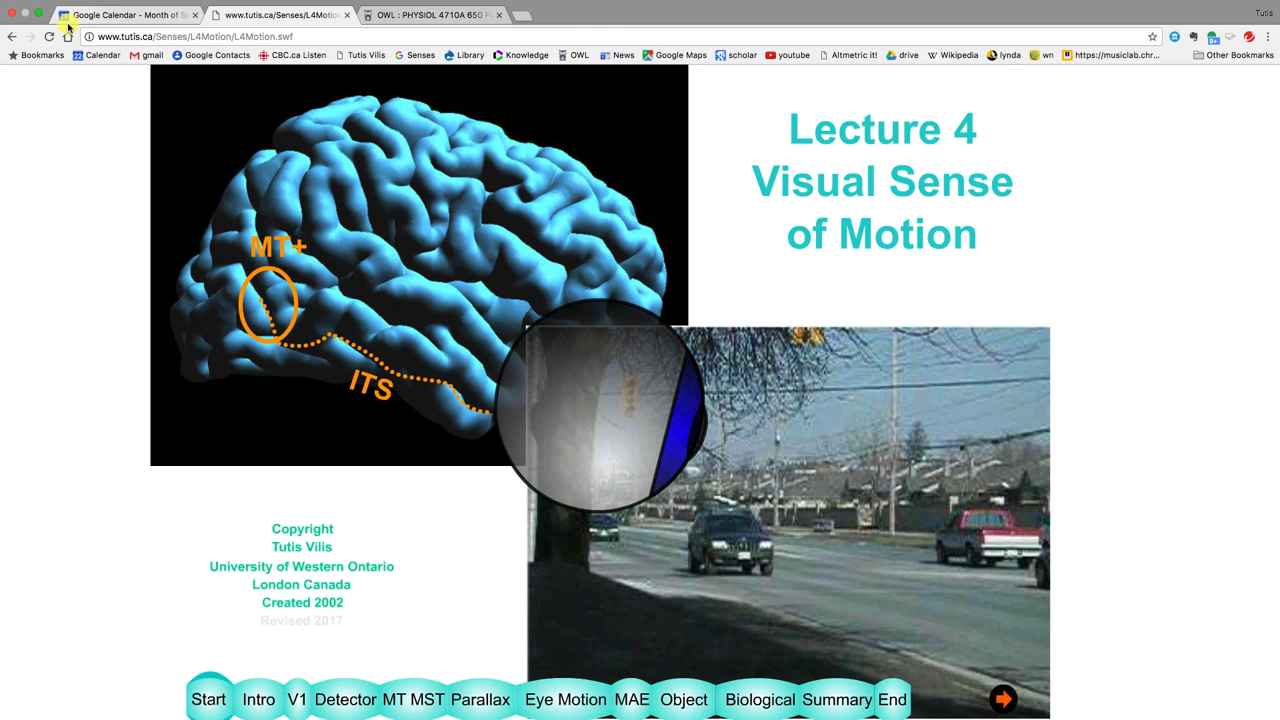 Google Calendar - Month of S
www.tutis.ca/Senses/L4Motio
OWL : PHYSIOL 4710A 650 F
Tutis
www.tutis.ca/Senses/L4Motion/L4Motion.swf
Bookmarks
22 Calendar
gmail
Google Contacts
CBC.ca Listen
Tutis Vilis
Senses
Library
Knowledge
OWL
News
Google Maps
scholar
youtube
Altmetric it!
drive
Wikipedia
lynda
wn
https://musiclab.chr...
Other Bookmarks
Lecture 4
Visual Sense
of Motion
MT+
ITS
Copyright
Tutis Vilis
University of Western Ontario
London Canada
Created 2002
Revised 2017
Start Intro V1 Detector MT MST Parallax Eye Motion MAE Object Biological Summary End